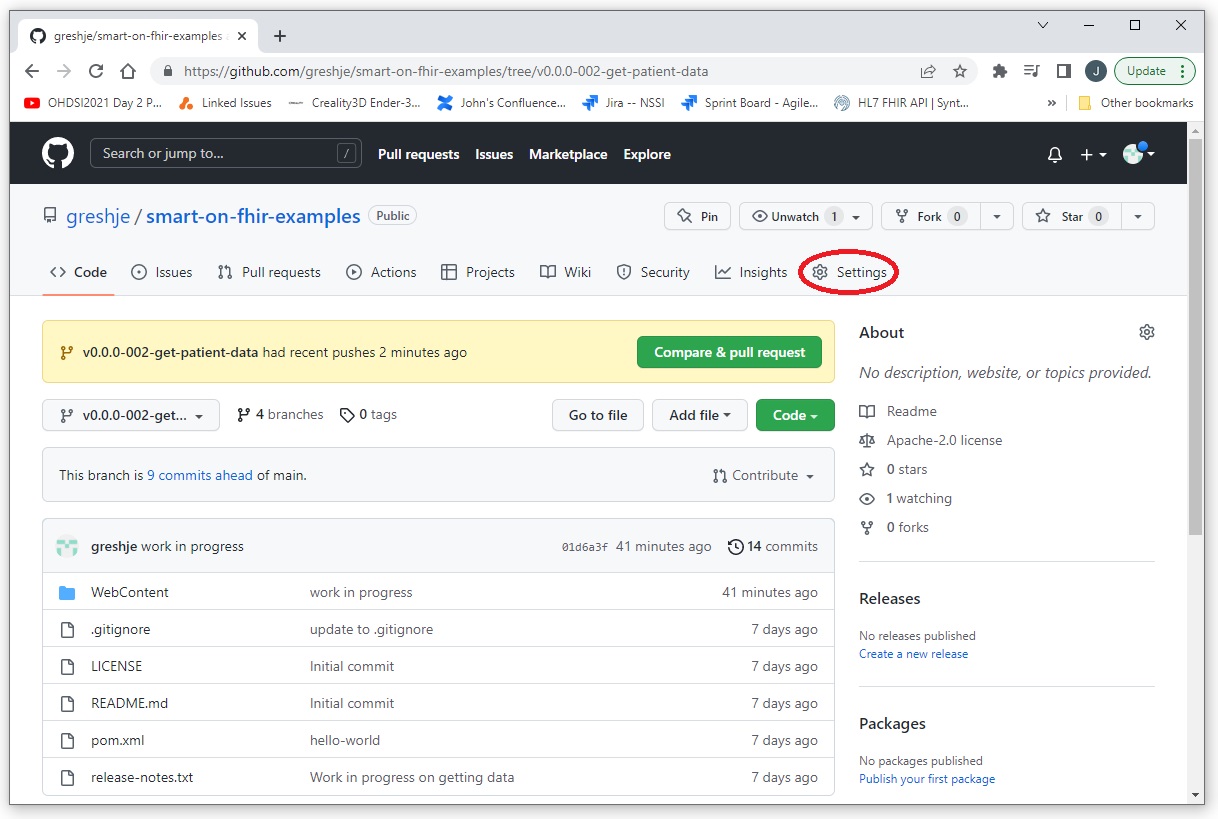 greshje/smart-on-fhir-examples
https://github.com/greshje/smart-on-fhir-examples/tree/v0.0.0-002-get-patient-data
J
Update
OHDSI2021 Day 2 P...
Linked Issues
Creality3D Ender-3...
John's Confluence...
Jira -- NSSI
Sprint Board - Agile...
HL7 FHIR API | Synt...
»
Other bookmarks
Search or jump to...
/
Pull requests
Issues
Marketplace
Explore
greshje / smart-on-fhir-examples
Public
Pin
Unwatch 1
Fork 0
Star 0
Code
Issues
Pull requests
Actions
Projects
Wiki
Security
Insights
Settings
v0.0.0-002-get-patient-data had recent pushes 2 minutes ago
Compare & pull request
v0.0.0-002-get...
4 branches
0 tags
Go to file
Add file
Code
This branch is 9 commits ahead of main.
Contribute
greshje work in progress
01d6a3f 41 minutes ago
14 commits
WebContent work in progress 41 minutes ago
.gitignore update to .gitignore 7 days ago
LICENSE Initial commit 7 days ago
README.md Initial commit 7 days ago
pom.xml hello-world 7 days ago
release-notes.txt Work in progress on getting data 7 days ago
About
No description, website, or topics provided.
Readme
Apache-2.0 license
0 stars
1 watching
0 forks
Releases
No releases published
Create a new release
Packages
No packages published
Publish your first package